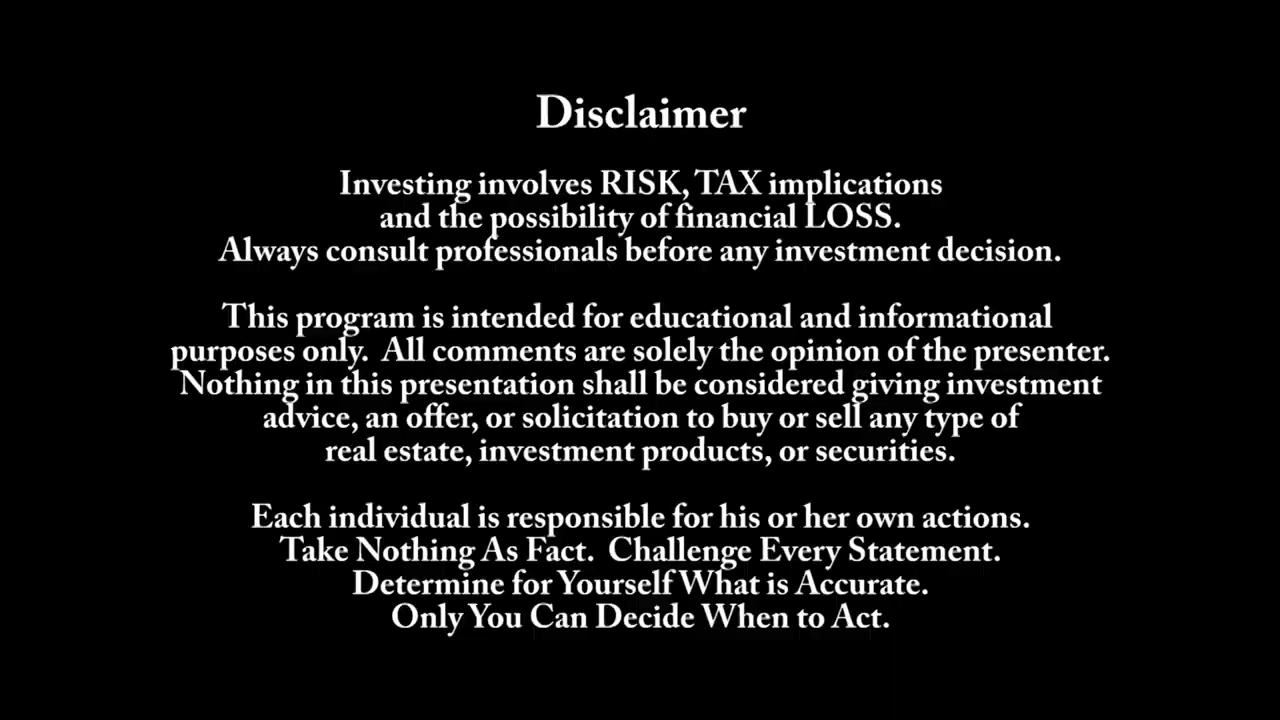 Disclaimer
Investing involves RISK, TAX implications
and the possibility of financial LOSS.
Always consult professionals before any investment decision.
This program is intended for educational and informational
purposes only.  All comments are solely the opinion of the presenter.
Nothing in this presentation shall be considered giving investment
advice, an offer, or solicitation to buy or sell any type of
real estate, investment products, or securities.
Each individual is responsible for his or her own actions.
Take Nothing As Fact.  Challenge Every Statement.
Determine for Yourself What is Accurate.
Only You Can Decide When to Act.